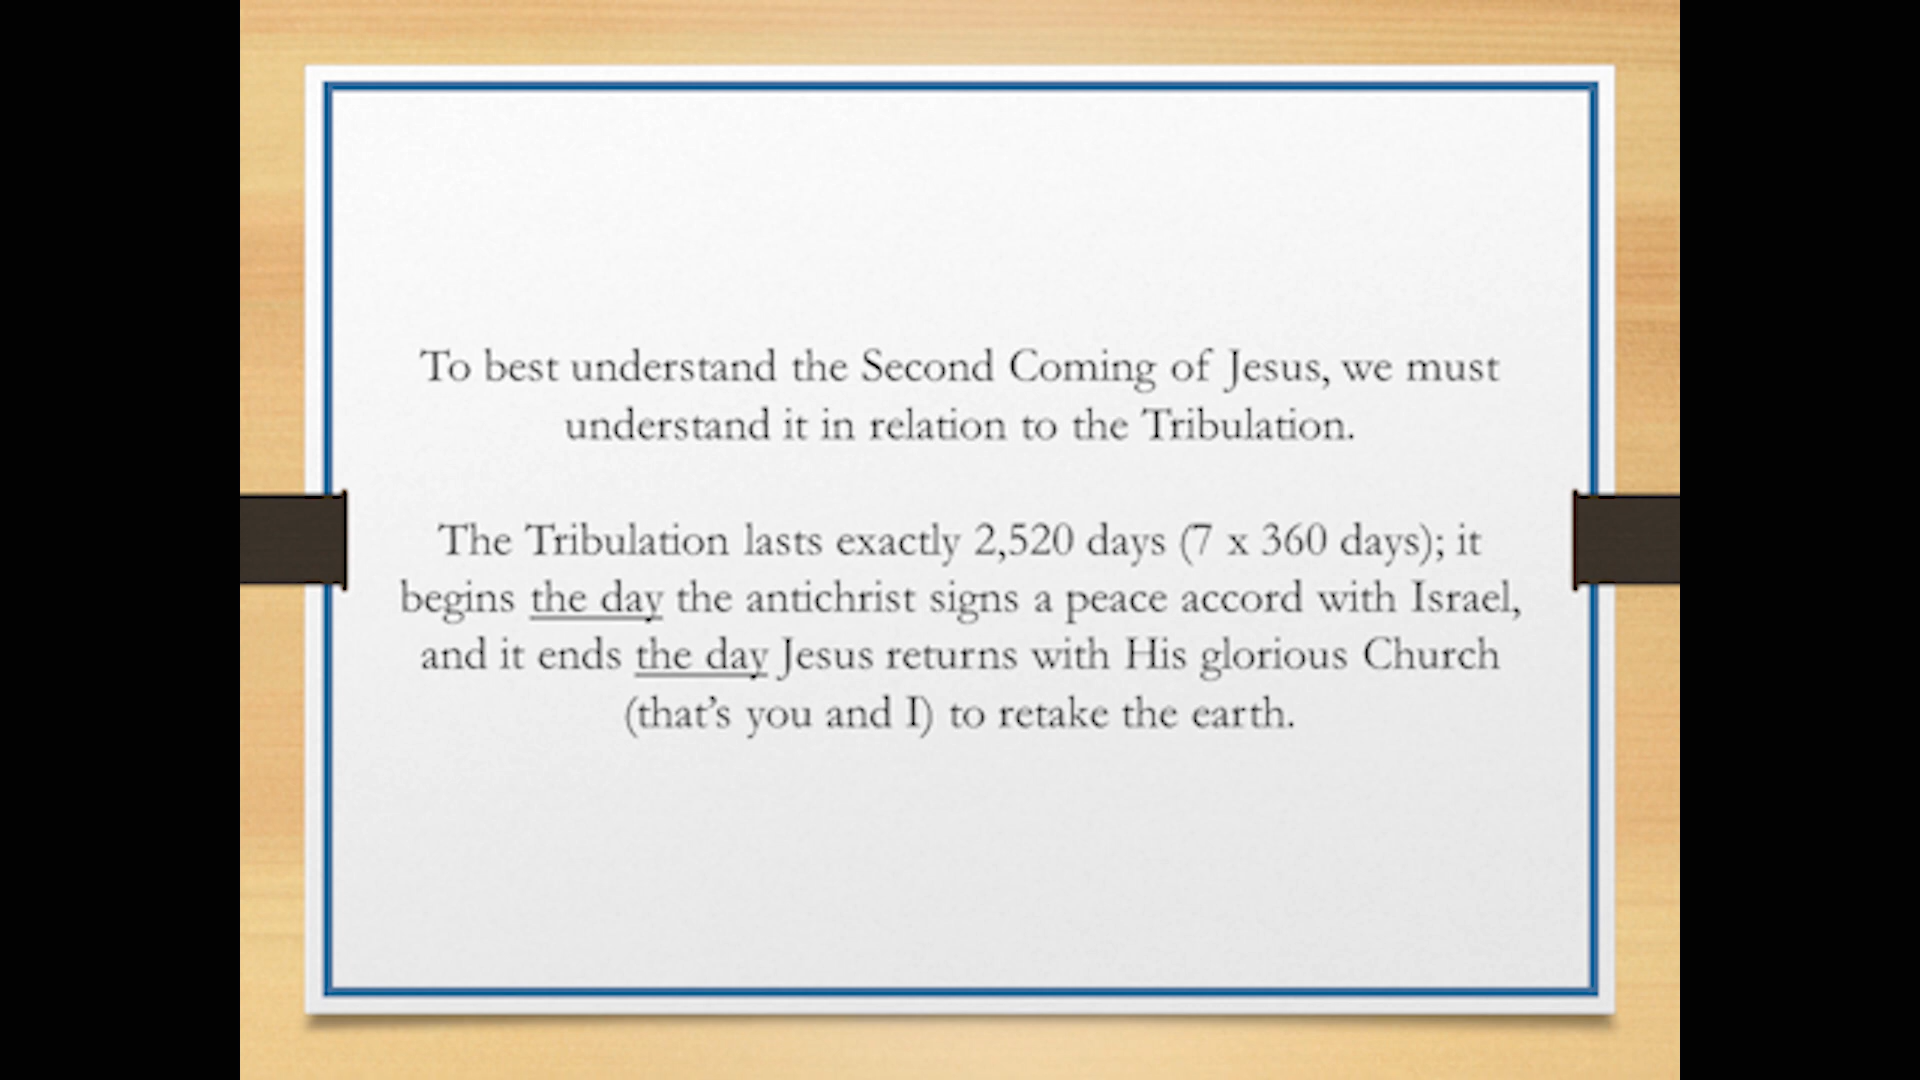 To best understand the Second Coming of Jesus, we must
understand it in relation to the Tribulation.
The Tribulation lasts exactly 2,520 days (7 x 360 days); it
begins the day the antichrist signs a peace accord with Israel,
and it ends the day Jesus returns with His glorious Church
(that’s you and I) to retake the earth.